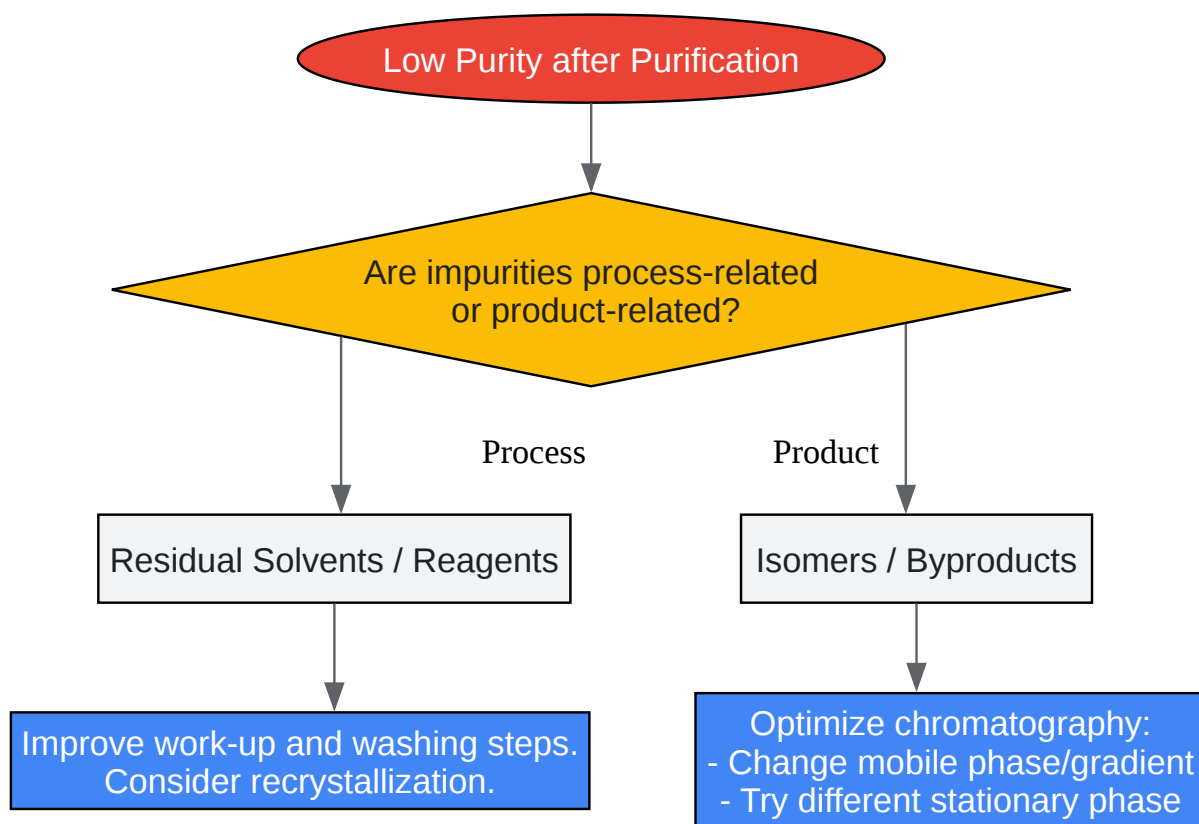 Low Purity after Purification
Are impurities process-related
or product-related?
Process
Product
Residual Solvents / Reagents
Isomers / Byproducts
Improve work-up and washing steps.
Consider recrystallization.
Optimize chromatography:
- Change mobile phase/gradient
- Try different stationary phase